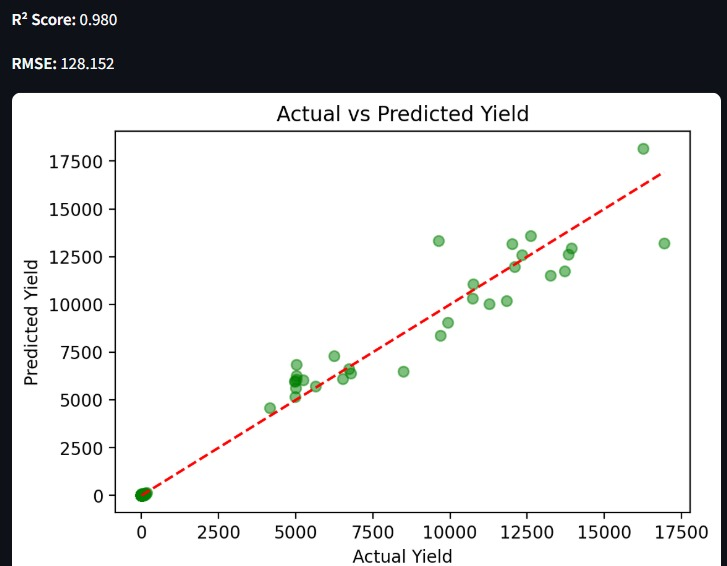 R² Score: 0.980
RMSE: 128.152
Actual vs Predicted Yield
17500
15000
12500
10000
7500
5000
2500
0
Predicted Yield
0 2500 5000 7500 10000 12500 15000 17500
Actual Yield